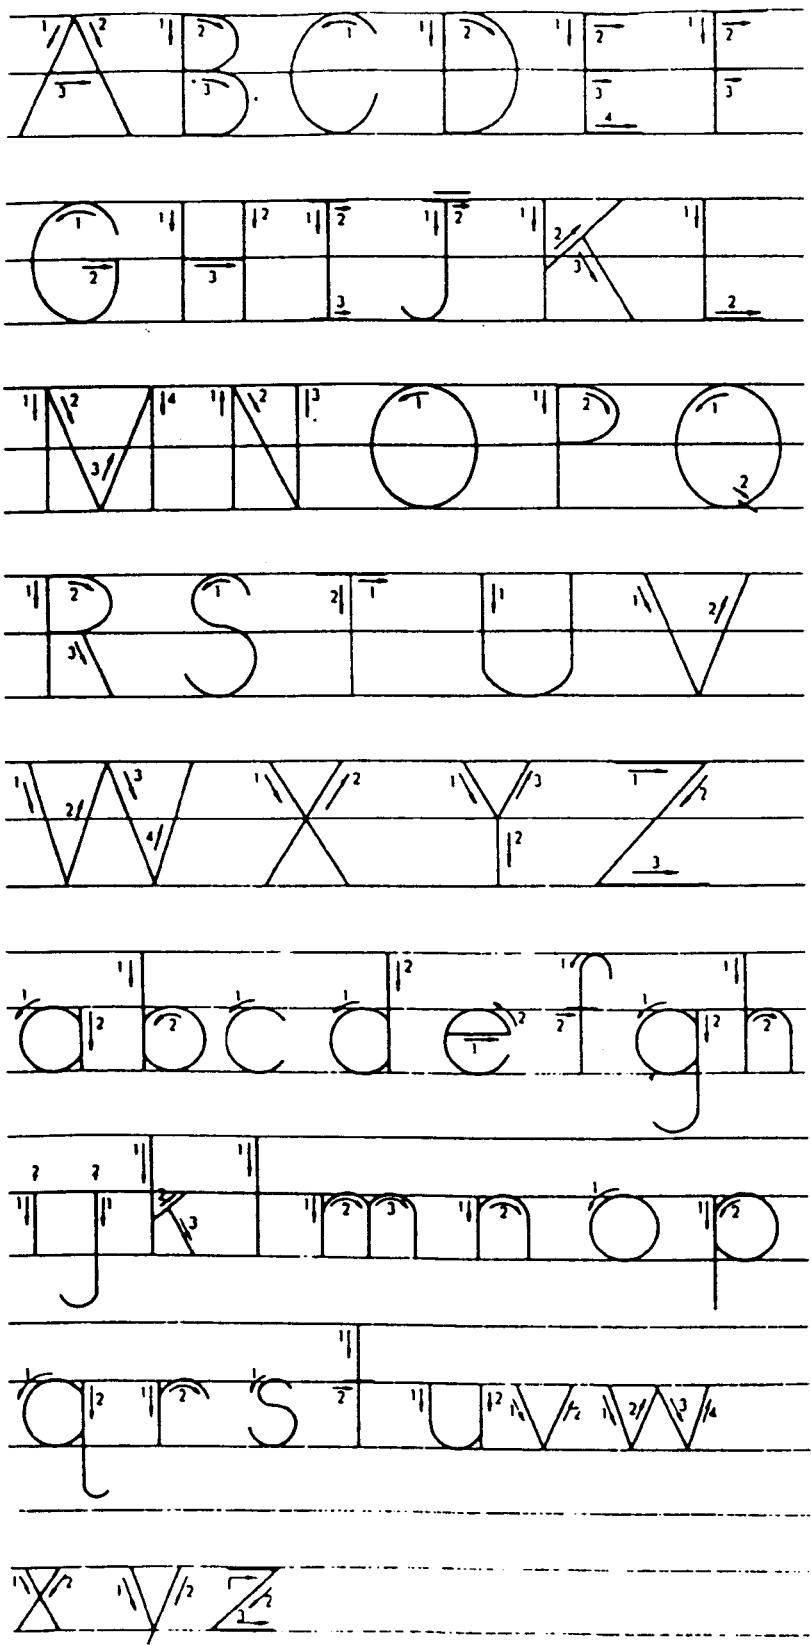 A B C D E F
G H I J K L
M N O P Q
R S T U V
W X Y Z
a b c d e f g h
i j k l m n o p
q r s t u v w
x y z